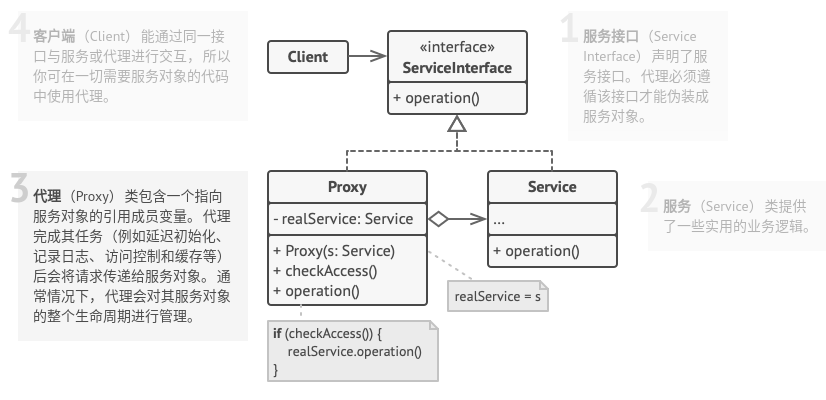 4
客户端（Client） 能通过同一接
口与服务或代理进行交互， 所以
你可在一切需要服务对象的代码
中使用代理。
Client
«interface»
ServiceInterface
+ operation()
1
服务接口 （Service
Interface） 声明了服
务接口。 代理必须遵
循该接口才能伪装成
服务对象。
3
代理 （Proxy） 类包含一个指向
服务对象的引用成员变量。 代理
完成其任务 （例如延迟初始化、
记录日志、 访问控制和缓存等）
后会将请求传递给服务对象。 通
常情况下， 代理会对其服务对象
的整个生命周期进行管理。
Proxy
- realService: Service
+ Proxy(s: Service)
+ checkAccess()
+ operation()
Service
...
+ operation()
2
服务 （Service） 类提供
了一些实用的业务逻辑。
realService = s
if (checkAccess()) {
realService.operation()
}